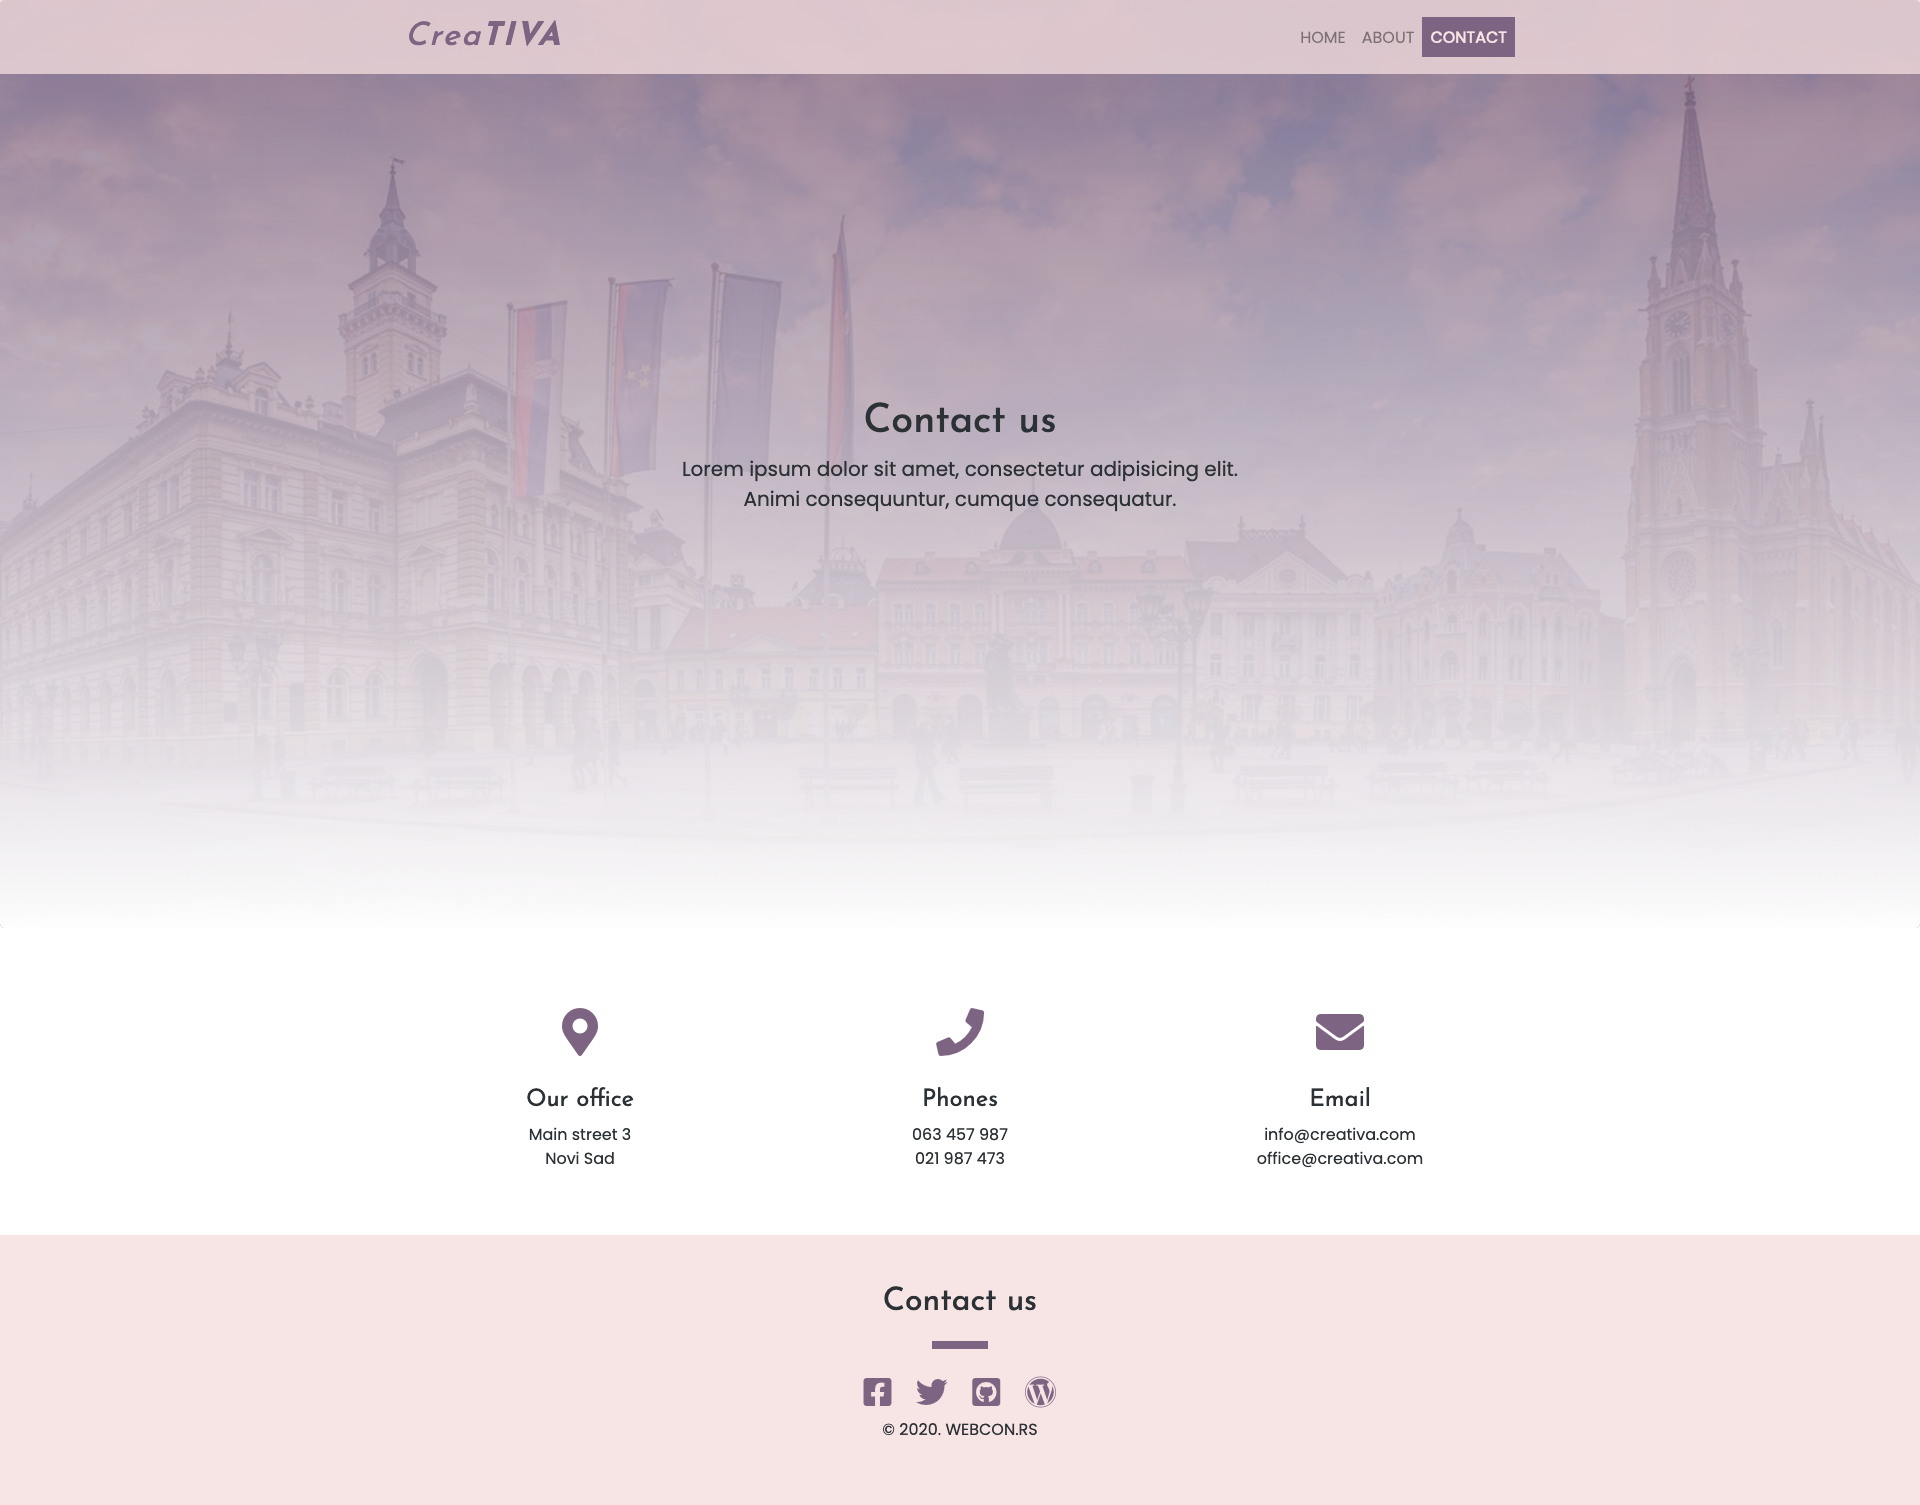 CreaTIVA
HOME ABOUT CONTACT
Contact us
Lorem ipsum dolor sit amet, consectetur adipisicing elit.
Animi consequuntur, cumque consequatur.
Our office
Main street 3
Novi Sad
Phones
063 457 987
021 987 473
Email
info@creativa.com
office@creativa.com
Contact us
© 2020. WEBCON.RS